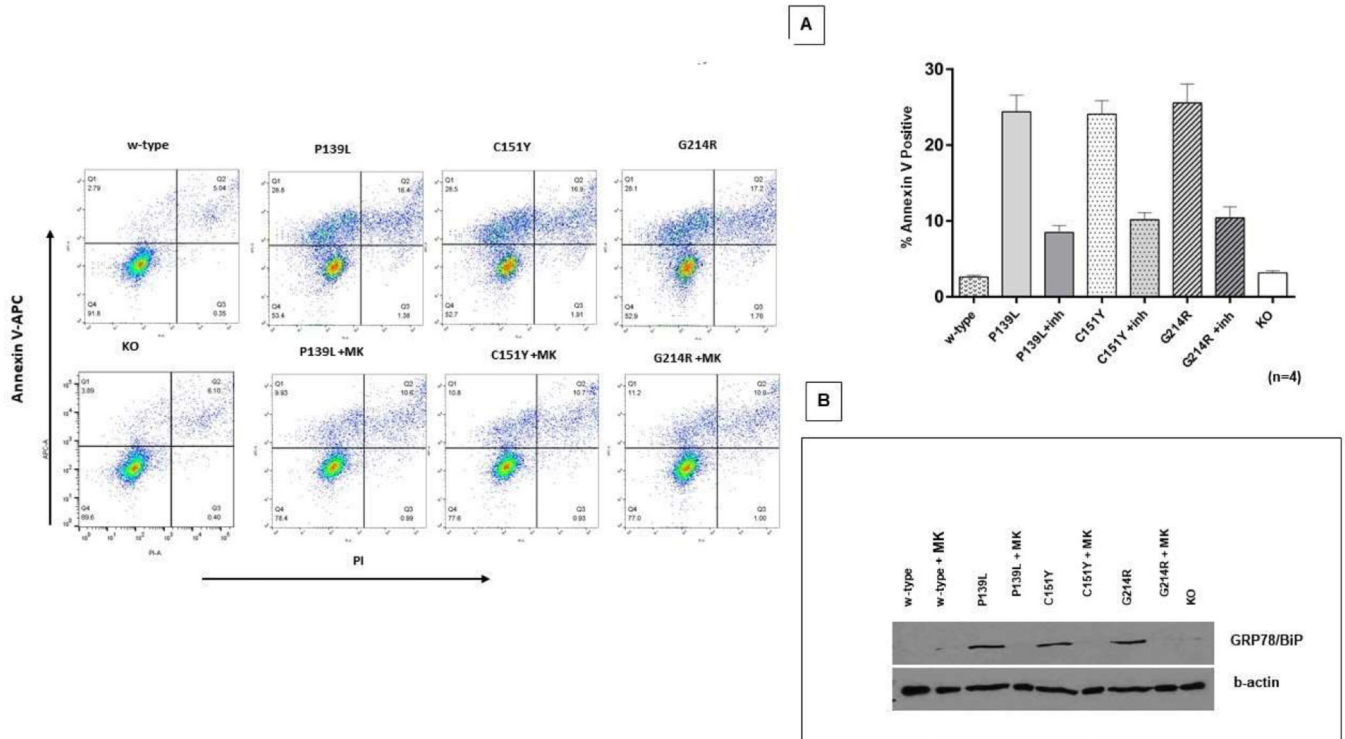 A
w-type
P139L
C151Y
G214R
Q1
2.79
Q2
5.04
Q4
91.8
Q3
0.35
Q1
28.8
Q2
16.4
Q4
53.4
Q3
1.38
Q1
28.5
Q2
16.9
Q4
52.7
Q3
1.91
Q1
28.1
Q2
17.2
Q4
52.9
Q3
1.76
Annexin V-APC
KO
P139L +MK
C151Y +MK
G214R +MK
Q1
3.89
Q2
6.10
Q4
89.6
Q3
0.40
Q1
9.93
Q2
10.6
Q4
78.4
Q3
0.99
Q1
10.8
Q2
10.7
Q4
77.6
Q3
0.93
Q1
11.2
Q2
Q4
77.0
Q3
1.00
APC-A
PI-A
PI
% Annexin V Positive
30
20
10
0
w-type
P139L
P139L+inh
C151Y
C151Y +inh
G214R
G214R +inh
KO
(n=4)
B
w-type
w-type + MK
P139L
P139L + MK
C151Y
C151Y + MK
G214R
G214R + MK
KO
GRP78/BiP
b-actin